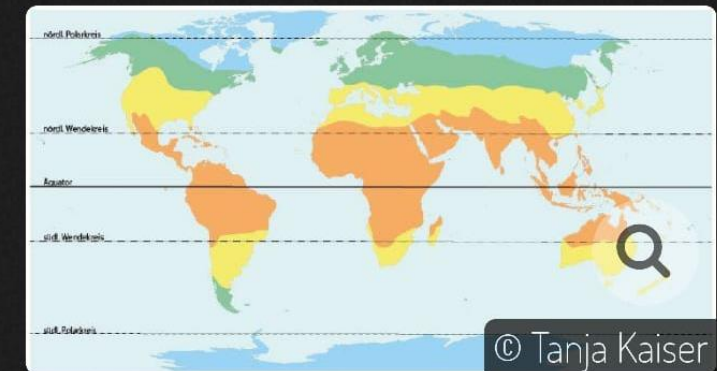 nördl. Polarkreis
nördl. Wendekreis
Äquator
südl. Wendekreis
südl. Polarkreis
© Tanja Kaiser